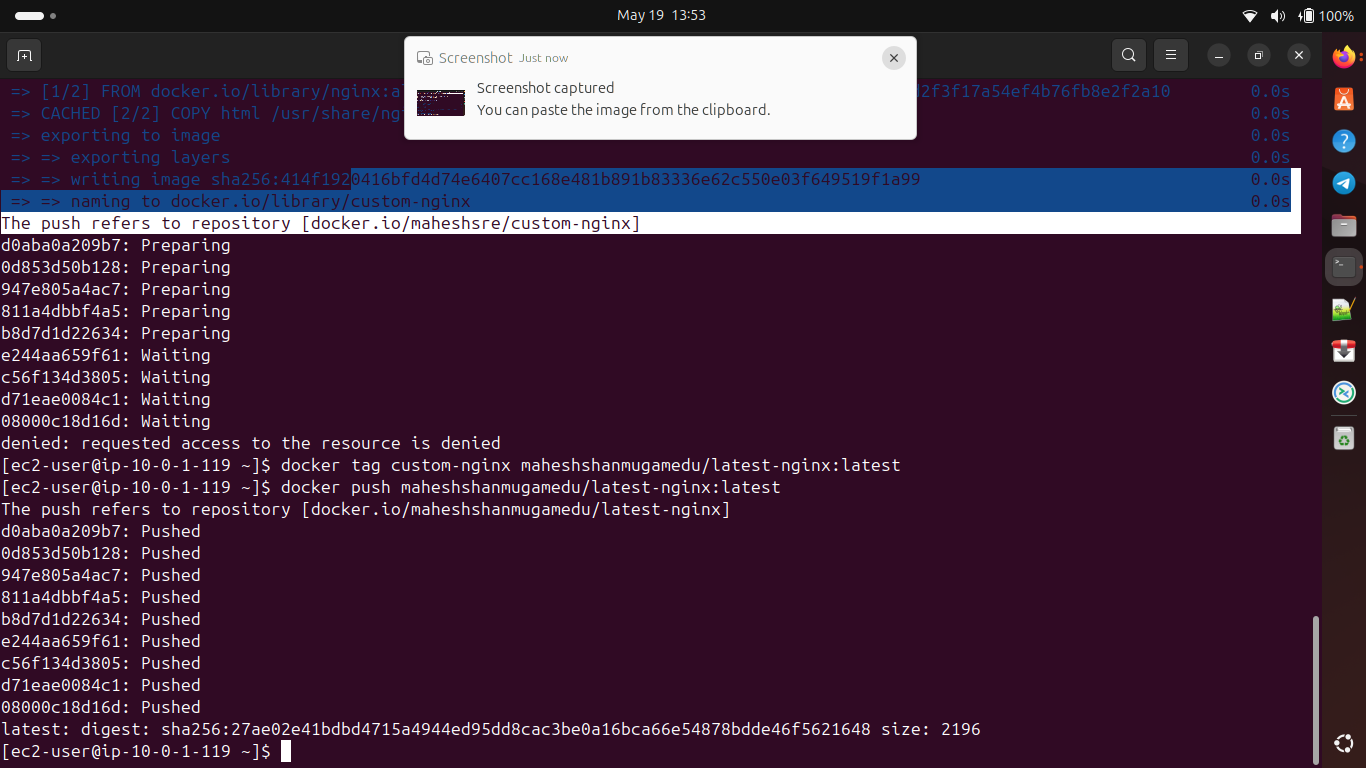 May 19 13:53
100%
Screenshot Just now
Screenshot captured
You can paste the image from the clipboard.
=> [1/2] FROM docker.io/library/nginx:a 2f3f17a54ef4b76fb8e2f2a10 0.0s
=> CACHED [2/2] COPY html /usr/share/ng 0.0s
=> exporting to image 0.0s
=> => exporting layers 0.0s
=> => writing image sha256:414f1920416bfd4d74e6407cc168e481b891b83336e62c550e03f649519f1a99 0.0s
=> => naming to docker.io/library/custom-nginx 0.0s
The push refers to repository [docker.io/maheshsre/custom-nginx]
d0aba0a209b7: Preparing
0d853d50b128: Preparing
947e805a4ac7: Preparing
811a4dbbf4a5: Preparing
b8d7d1d22634: Preparing
e244aa659f61: Waiting
c56f134d3805: Waiting
d71eae0084c1: Waiting
08000c18d16d: Waiting
denied: requested access to the resource is denied
[ec2-user@ip-10-0-1-119 ~]$ docker tag custom-nginx maheshshanmugamedu/latest-nginx:latest
[ec2-user@ip-10-0-1-119 ~]$ docker push maheshshanmugamedu/latest-nginx:latest
The push refers to repository [docker.io/maheshshanmugamedu/latest-nginx]
d0aba0a209b7: Pushed
0d853d50b128: Pushed
947e805a4ac7: Pushed
811a4dbbf4a5: Pushed
b8d7d1d22634: Pushed
e244aa659f61: Pushed
c56f134d3805: Pushed
d71eae0084c1: Pushed
08000c18d16d: Pushed
latest: digest: sha256:27ae02e41bdbd4715a4944ed95dd8cac3be0a16bca66e54878bdde46f5621648 size: 2196
[ec2-user@ip-10-0-1-119 ~]$